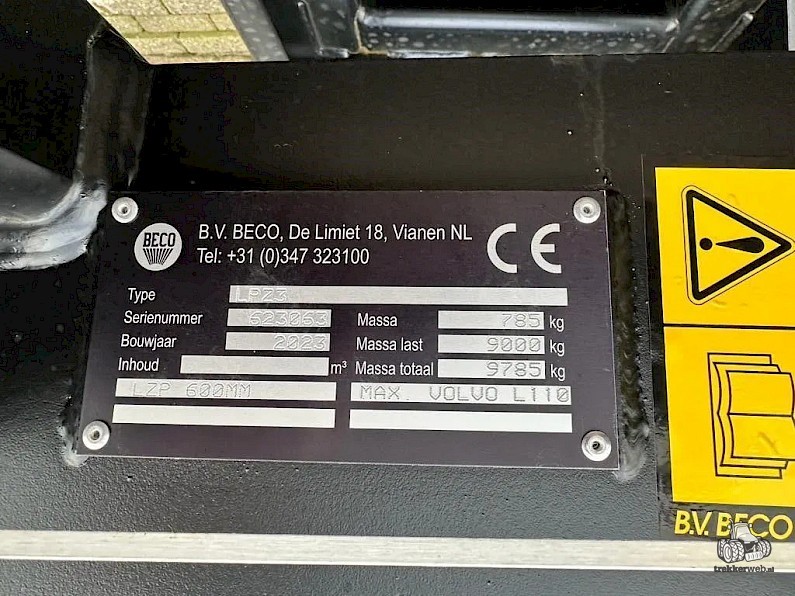 BECO
B.V. BECO, De Limiet 18, Vianen NL
Tel: +31 (0)347 323100
CE
Type LPZ3
Serienummer 623063 Massa 785 kg
Bouwjaar 2023 Massa last 9000 kg
Inhoud m³ Massa totaal 9785 kg
LZP 600MM MAX. VOLVO L110
B.V. BECO
trekkerweb.nl